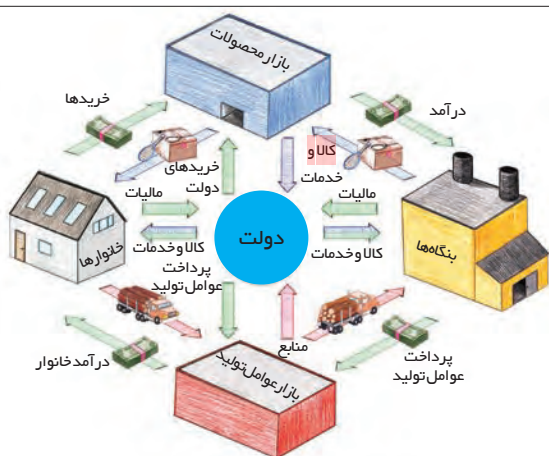 بازار محصولات
خریدها
درآمد
خریدهای
دولت
کالا و
خدمات
مالیات
مالیات
خانوارها
دولت
بنگاه‌ها
کالا و خدمات
کالا و خدمات
پرداخت
عوامل تولید
منابع
درآمد خانوار
بازار عوامل تولید
پرداخت
عوامل تولید